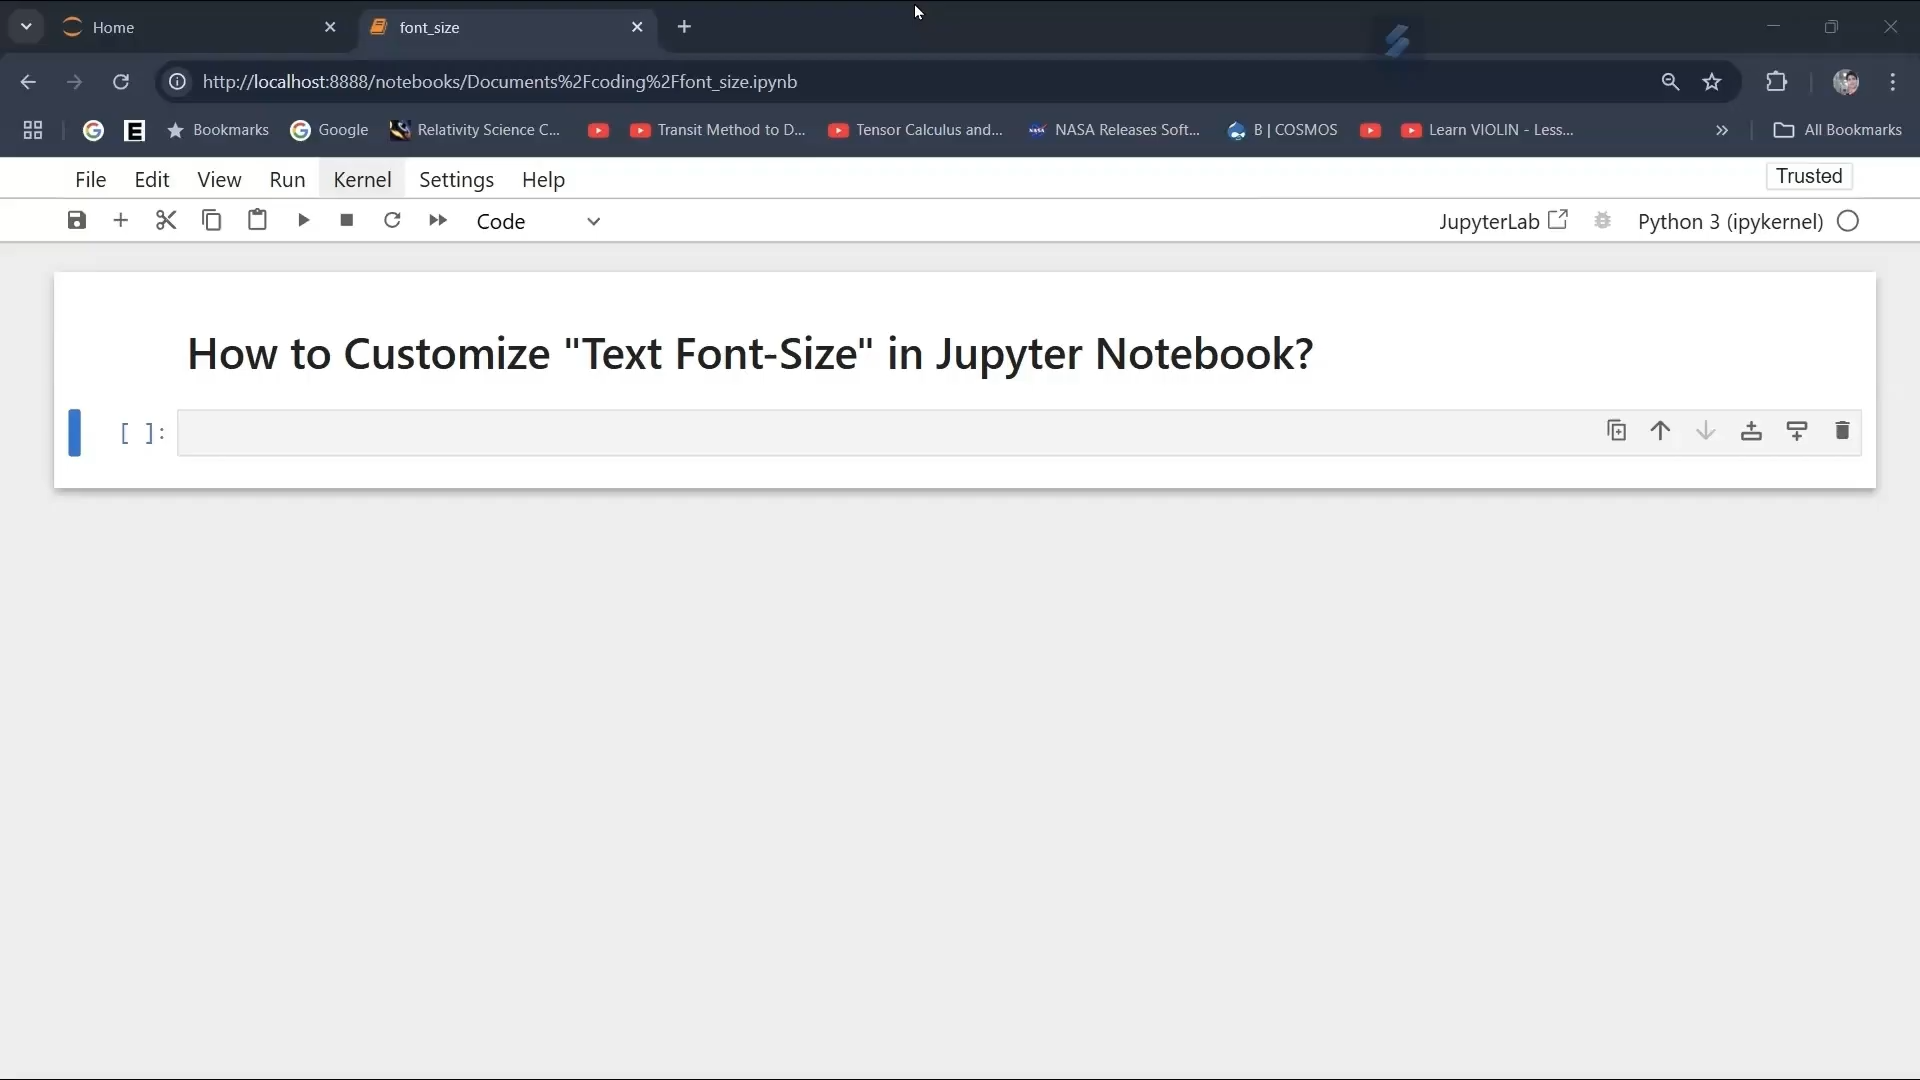 Home
font_size
http://localhost:8888/notebooks/Documents%2Fcoding%2Ffont_size.ipynb
Bookmarks
Google
Relativity Science C...
Transit Method to D...
Tensor Calculus and...
NASA Releases Soft...
B | COSMOS
Learn VIOLIN - Less...
All Bookmarks
File Edit View Run Kernel Settings Help
Trusted
Code
JupyterLab
Python 3 (ipykernel)
How to Customize "Text Font-Size" in Jupyter Notebook?
[ ]: